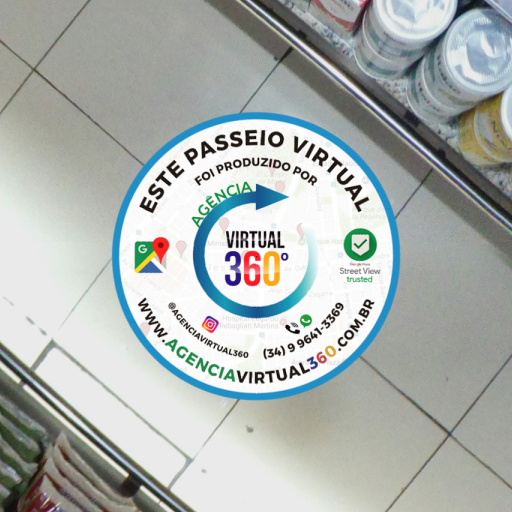 ESTE PASSEIO VIRTUAL
FOI PRODUZIDO POR
AGÊNCIA
VIRTUAL
360°
Street View
trusted
@AGENCIAVIRTUAL360
(34) 9 9641-3369
WWW.AGENCIAVIRTUAL360.COM.BR